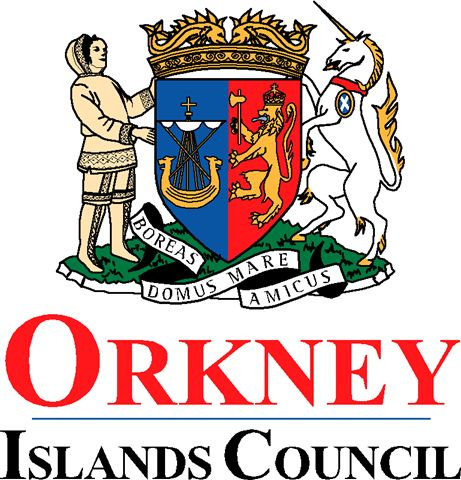 BOREAS
DOMUS MARE
AMICUS
ORKNEY
ISLANDS COUNCIL